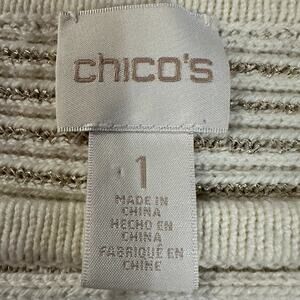 chico's
1
MADE IN
CHINA
HECHO EN
CHINA
FABRIQUÉ EN
CHINE